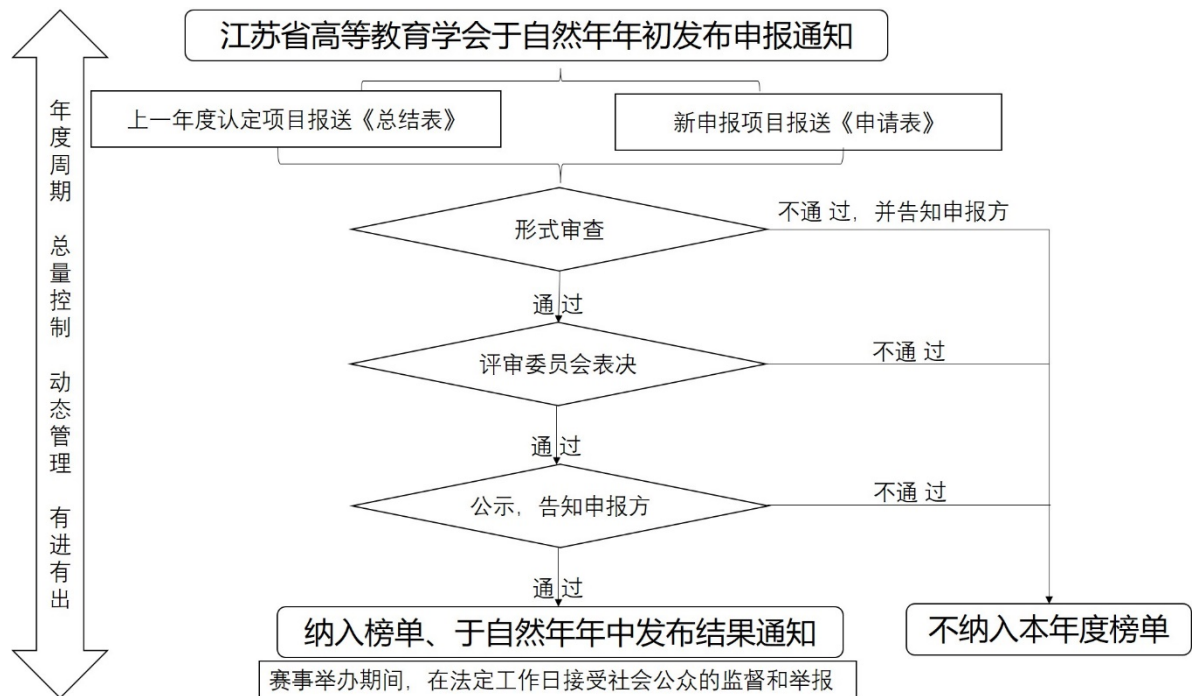 江苏省高等教育学会于自然年年初发布申报通知
上一年度认定项目报送《总结表》
新申报项目报送《申请表》
年度周期 总量控制 动态管理 有进有出
形式审查
不通 过，并告知申报方
通 过
评审委员会表决
不通 过
通 过
公示，告知申报方
不通 过
通 过
纳入榜单、于自然年年中发布结果通知
不纳入本年度榜单
赛事举办期间，在法定工作日接受社会公众的监督和举报